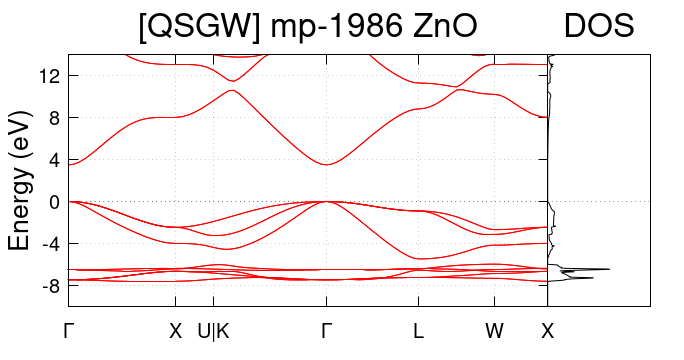 [QSGW] mp-1986 ZnO DOS
Energy (eV)
12
8
4
0
-4
-8
Γ X U|K Γ L W X